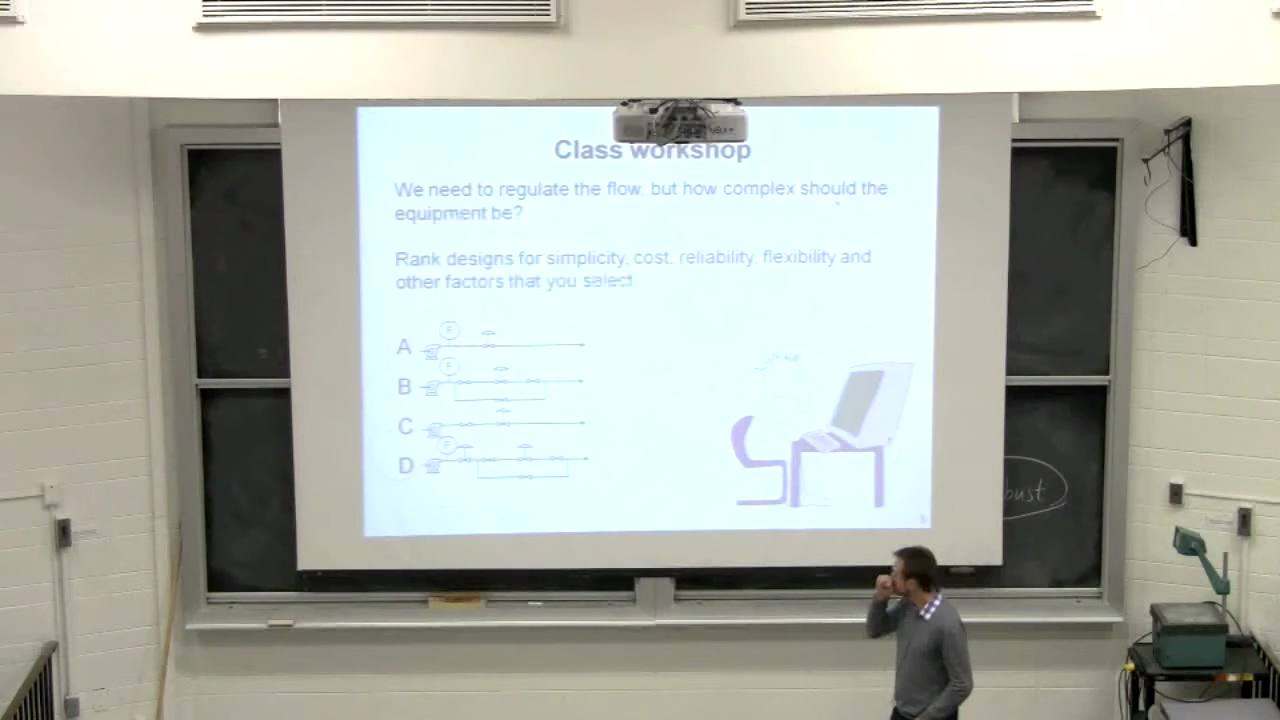 Class workshop
We need to regulate the flow, but how complex should the
equipment be?
Rank designs for simplicity, cost, reliability, flexibility and
other factors that you select
F
A
F
B
C
F
D
oust